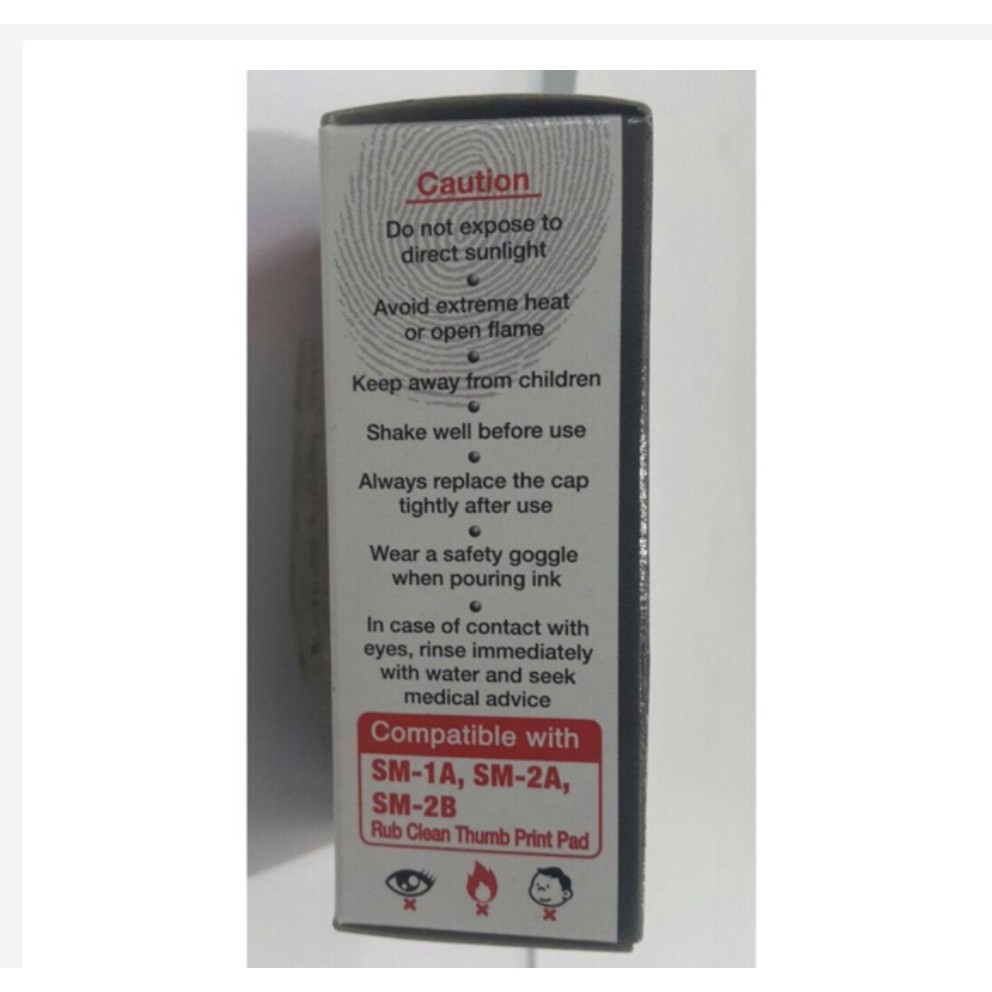 Caution
Do not expose to
direct sunlight
Avoid extreme heat
or open flame
Keep away from children
Shake well before use
Always replace the cap
tightly after use
Wear a safety goggle
when pouring ink
In case of contact with
eyes, rinse immediately
with water and seek
medical advice
Compatible with
SM-1A, SM-2A,
SM-2B
Rub Clean Thumb Print Pad